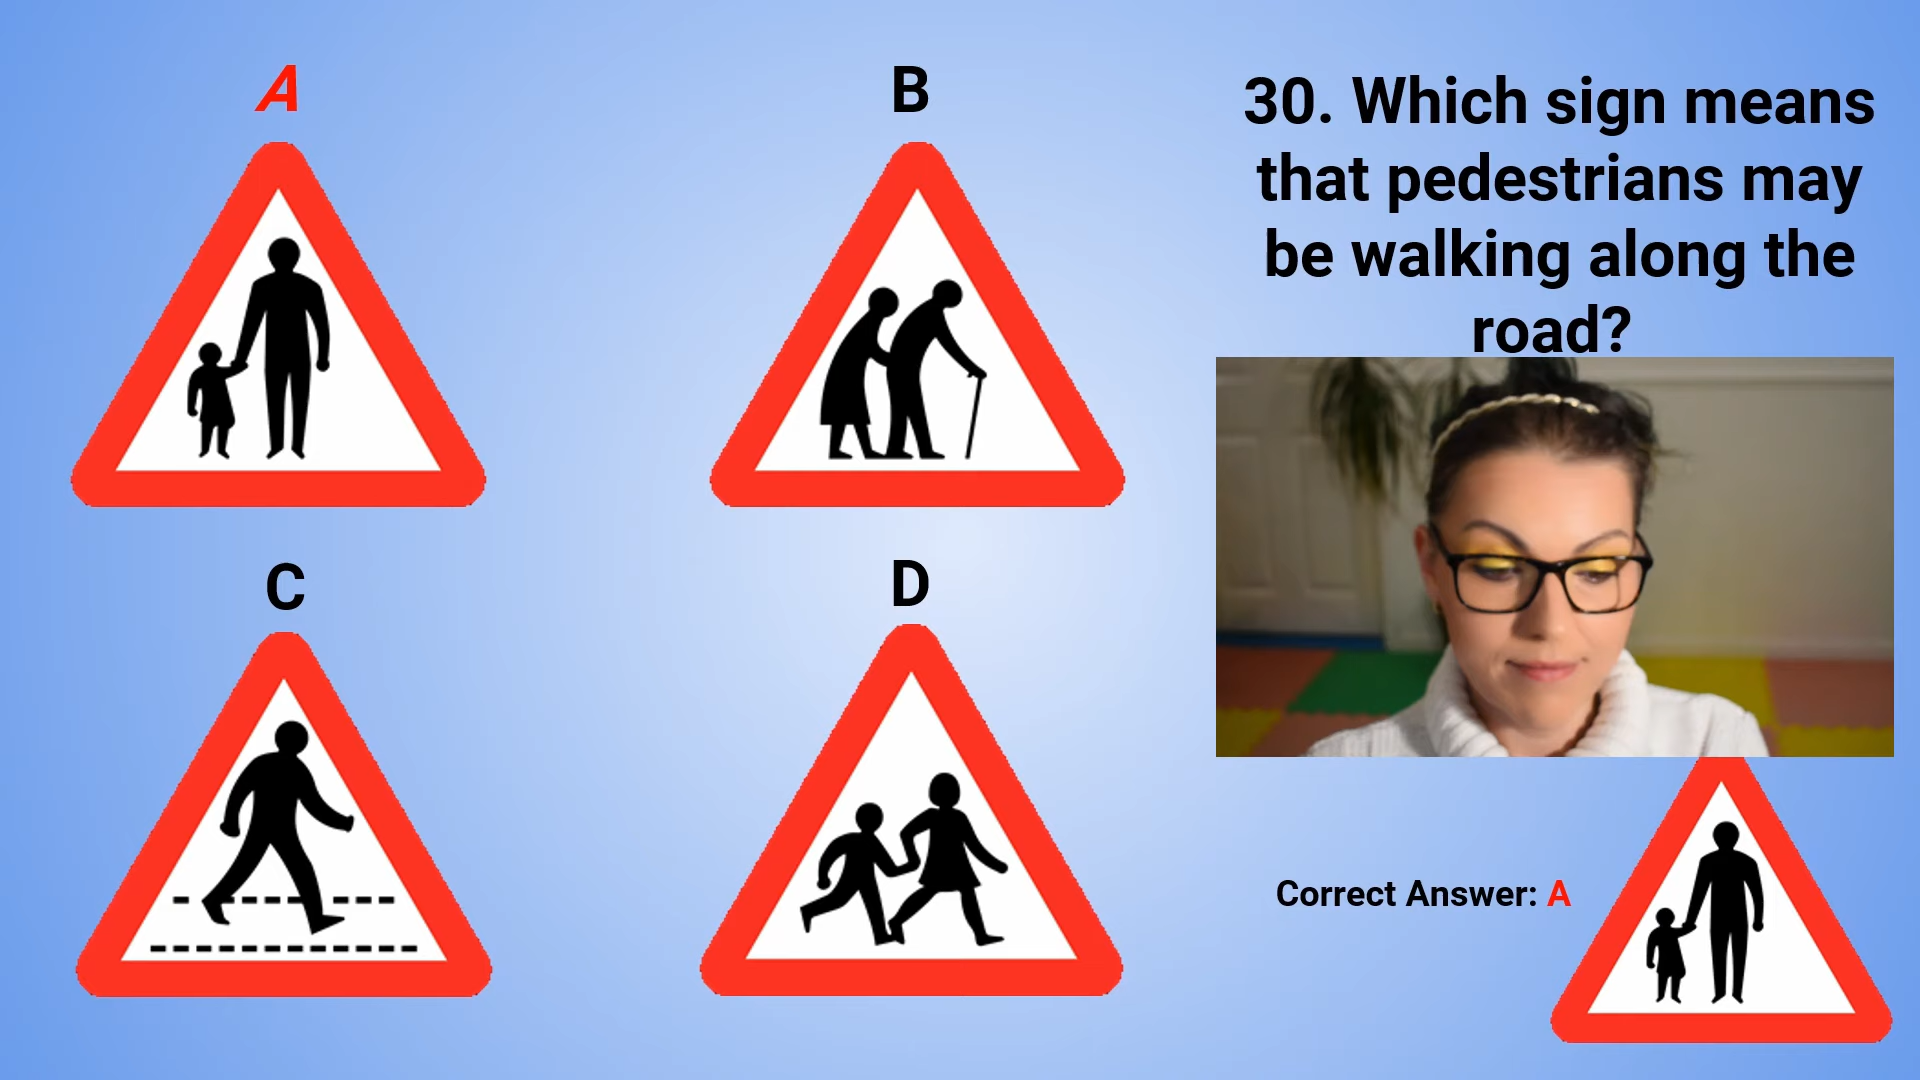 A
B
30. Which sign means
that pedestrians may
be walking along the
road?
C
D
Correct Answer: A